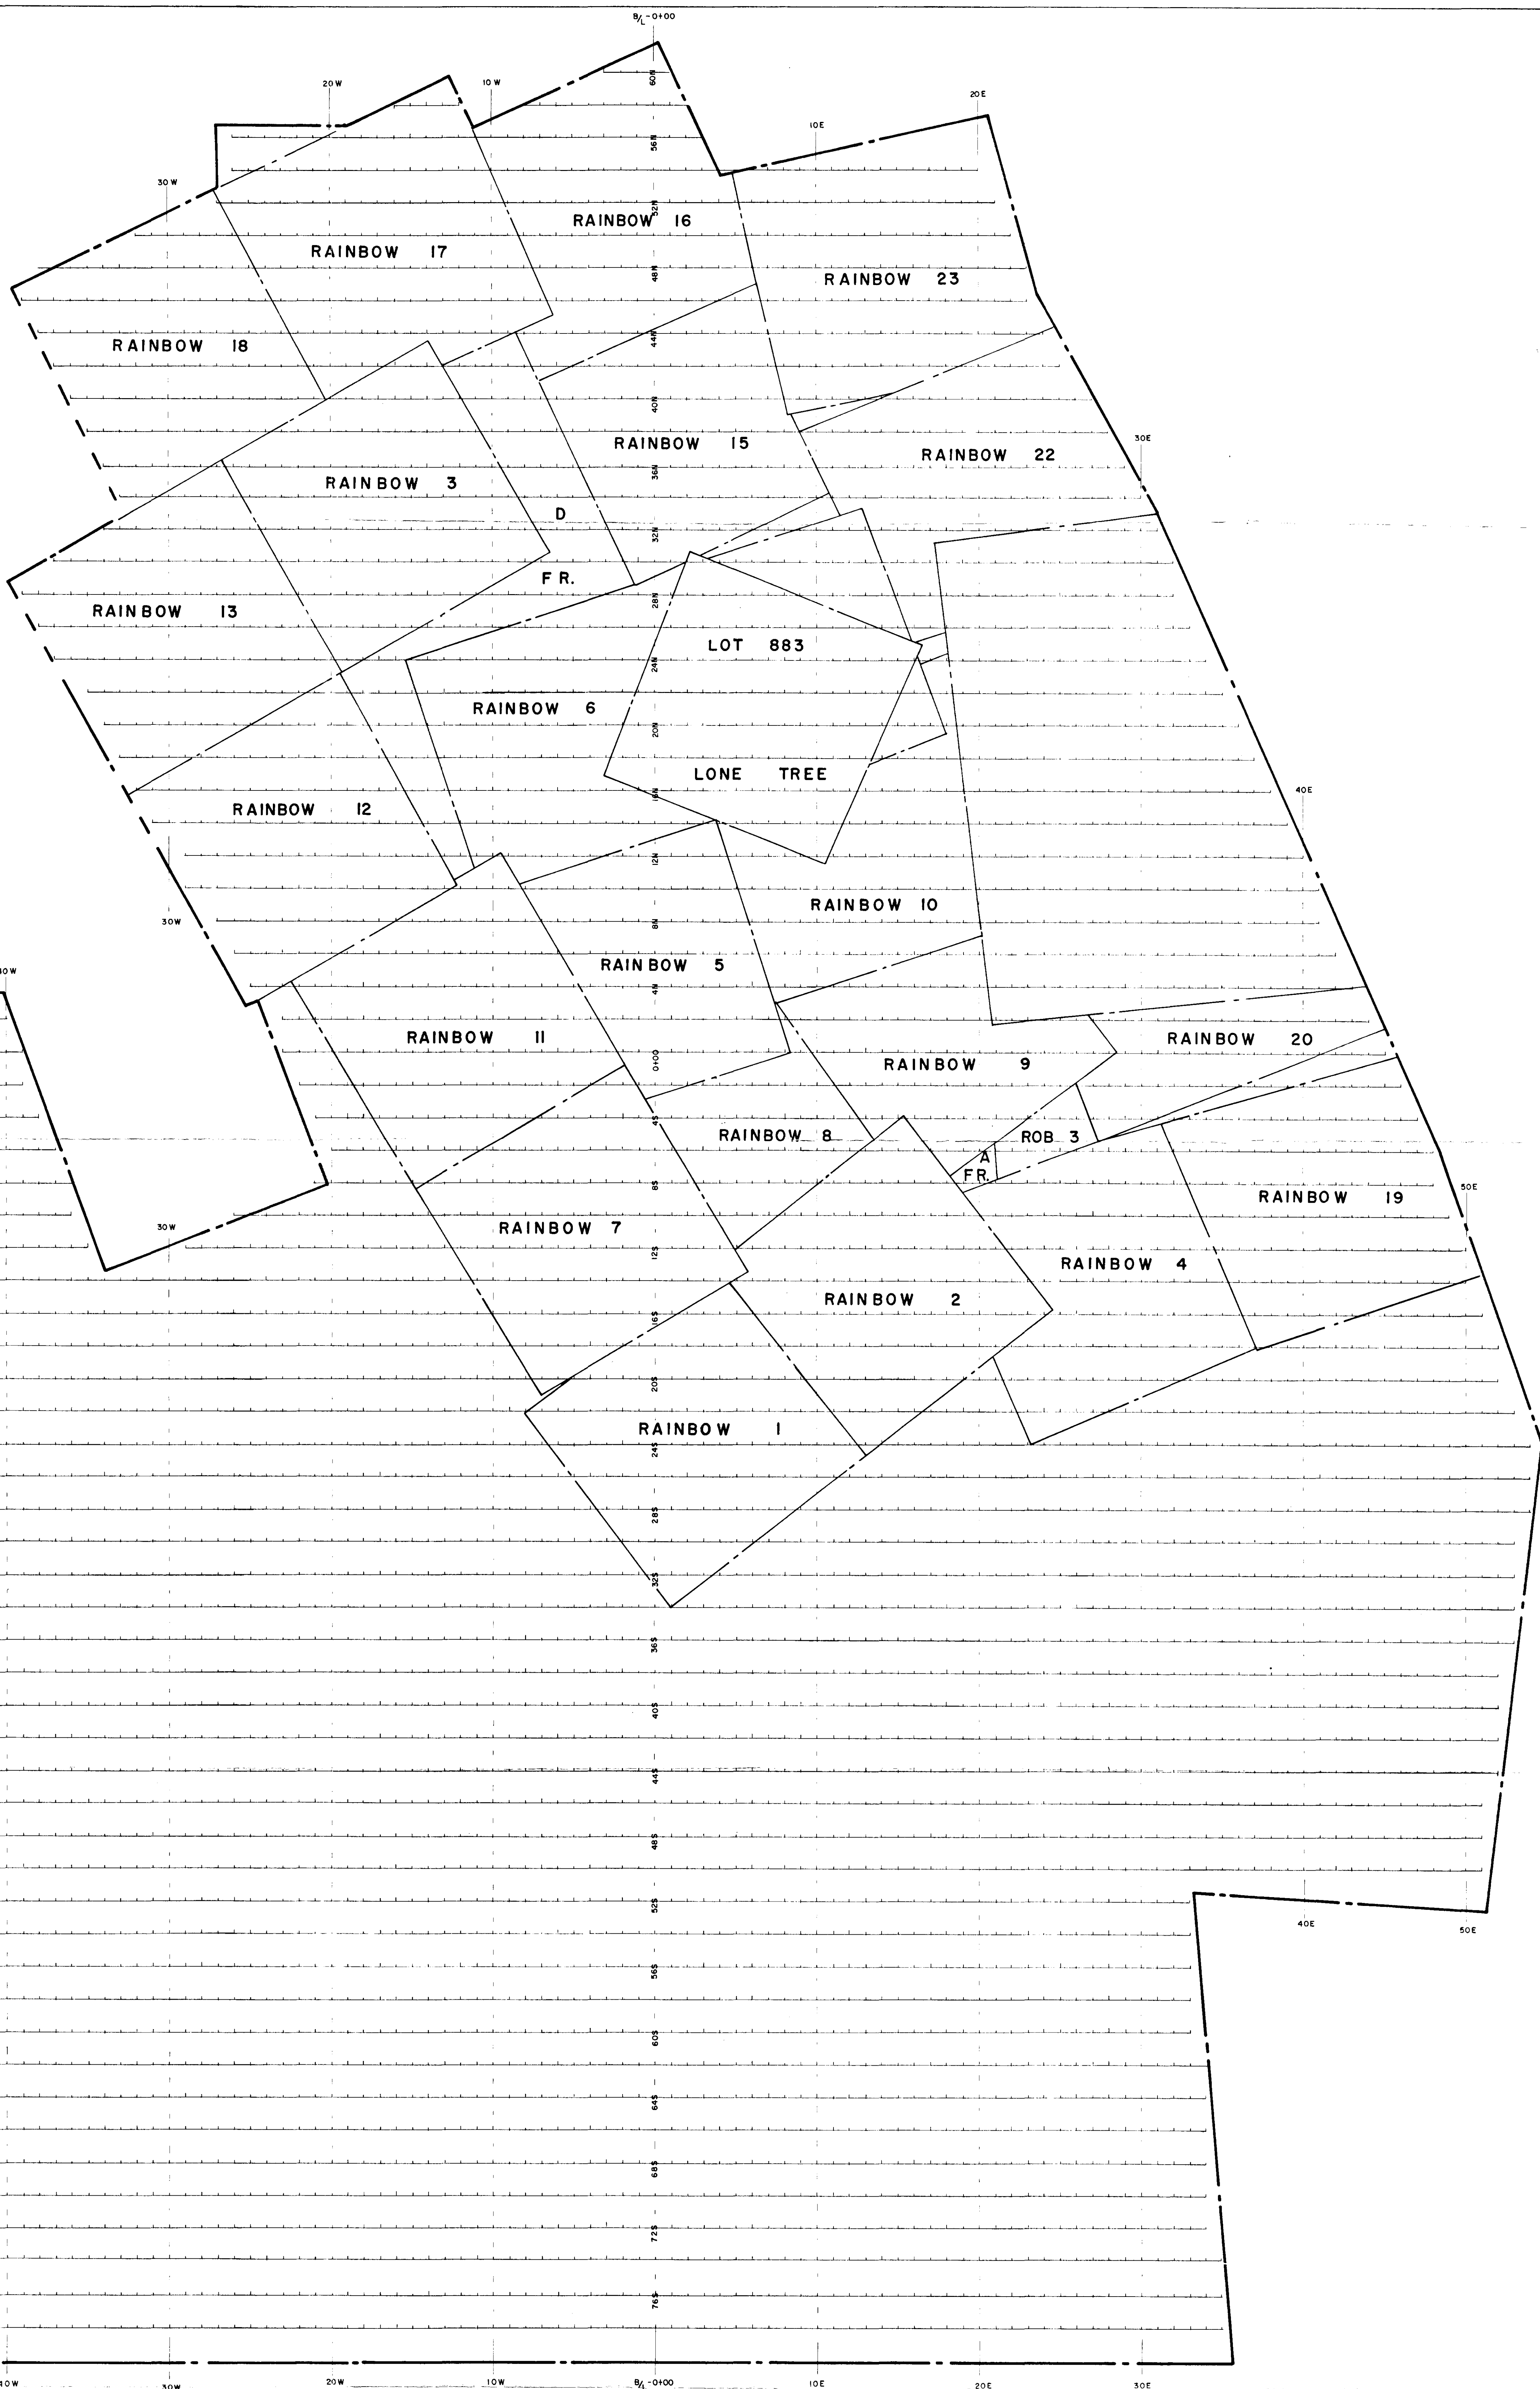 B/L-0+00
20W
10W
60N
20E
10E
56N
30W
52N
RAINBOW 16
RAINBOW 17
48N
RAINBOW 23
44N
RAINBOW 18
40N
30E
RAINBOW 15
RAINBOW 22
36N
RAINBOW 3
D
32N
FR.
28N
RAINBOW 13
LOT 883
24N
RAINBOW 6
20N
LONE TREE
16N
40E
RAINBOW 12
12N
RAINBOW 10
30W
8N
RAINBOW 5
4N
RAINBOW 11
RAINBOW 20
0+00
RAINBOW 9
4S
RAINBOW 8
ROB 3
A
FR.
8S
50E
RAINBOW 19
30W
RAINBOW 7
12S
RAINBOW 4
RAINBOW 2
16S
20S
RAINBOW 1
24S
28S
32S
36S
40S
44S
48S
52S
40E
50E
56S
60S
64S
68S
72S
76S
30W
20W
10W
B/L-0+00
10E
20E
30E